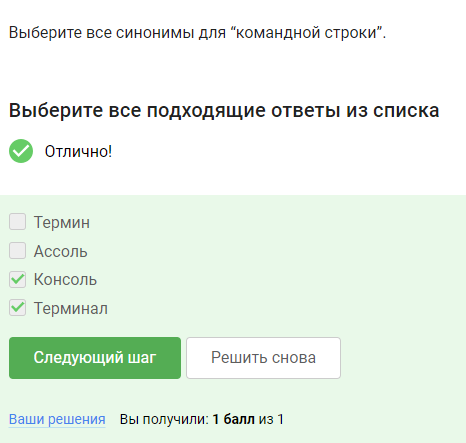 Выберите все синонимы для “командной строки”.
Выберите все подходящие ответы из списка
Отлично!
Термин
Ассоль
Консоль
Терминал
Следующий шаг Решить снова
Ваши решения Вы получили: 1 балл из 1